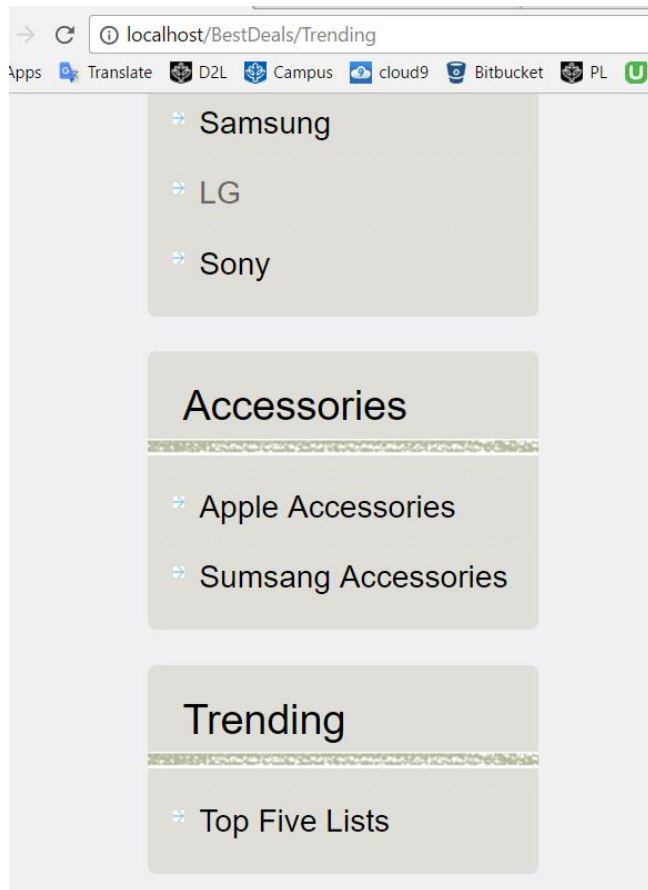 localhost/BestDeals/Trending
Apps Translate D2L Campus cloud9 Bitbucket PL
Samsung
LG
Sony
Accessories
Apple Accessories
Sumsang Accessories
Trending
Top Five Lists